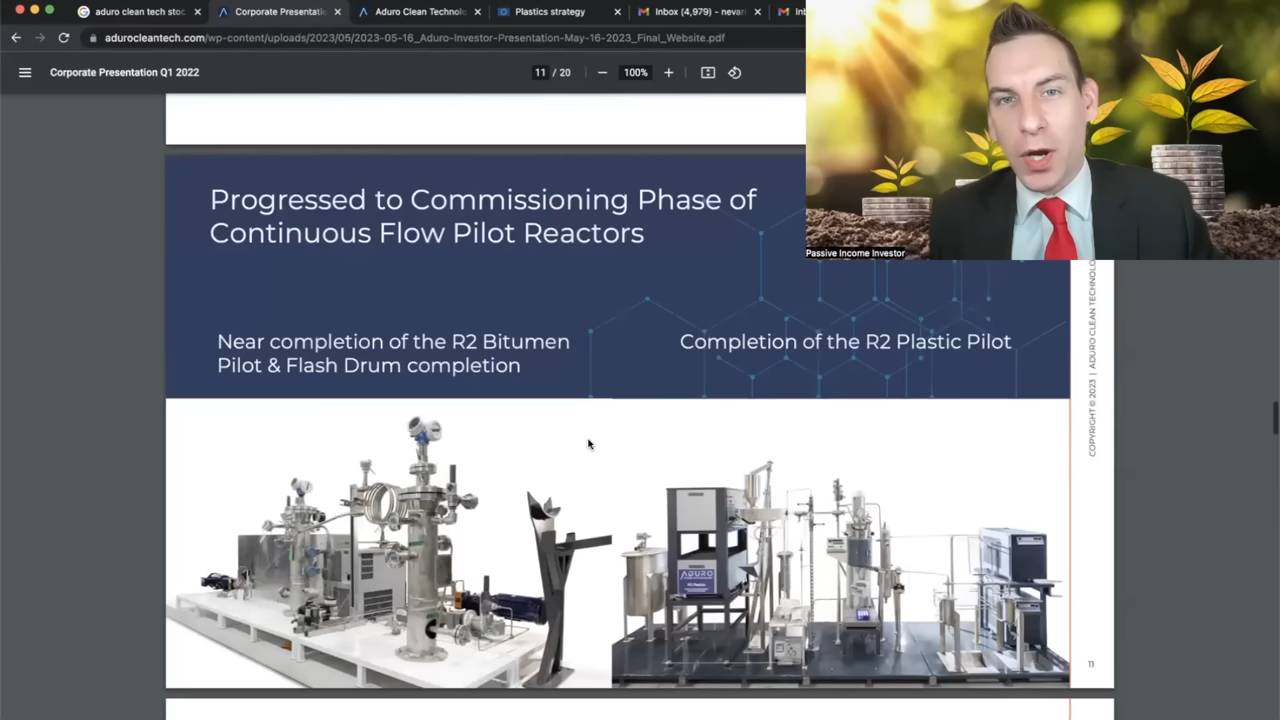 aduro clean tech stoc
Corporate Presentatio
Aduro Clean Technolo
Plastics strategy
Inbox (4,979) - nevar
adurocleantech.com/wp-content/uploads/2023/05/2023-05-16_Aduro-Investor-Presentation-May-16-2023_Final_Website.pdf
Corporate Presentation Q1 2022
11 / 20
100%
Progressed to Commissioning Phase of
Continuous Flow Pilot Reactors
Passive Income Investor
Near completion of the R2 Bitumen
Pilot & Flash Drum completion
Completion of the R2 Plastic Pilot
COPYRIGHT © 2023 | ADURO CLEAN TECHNOLO
ADURO
11